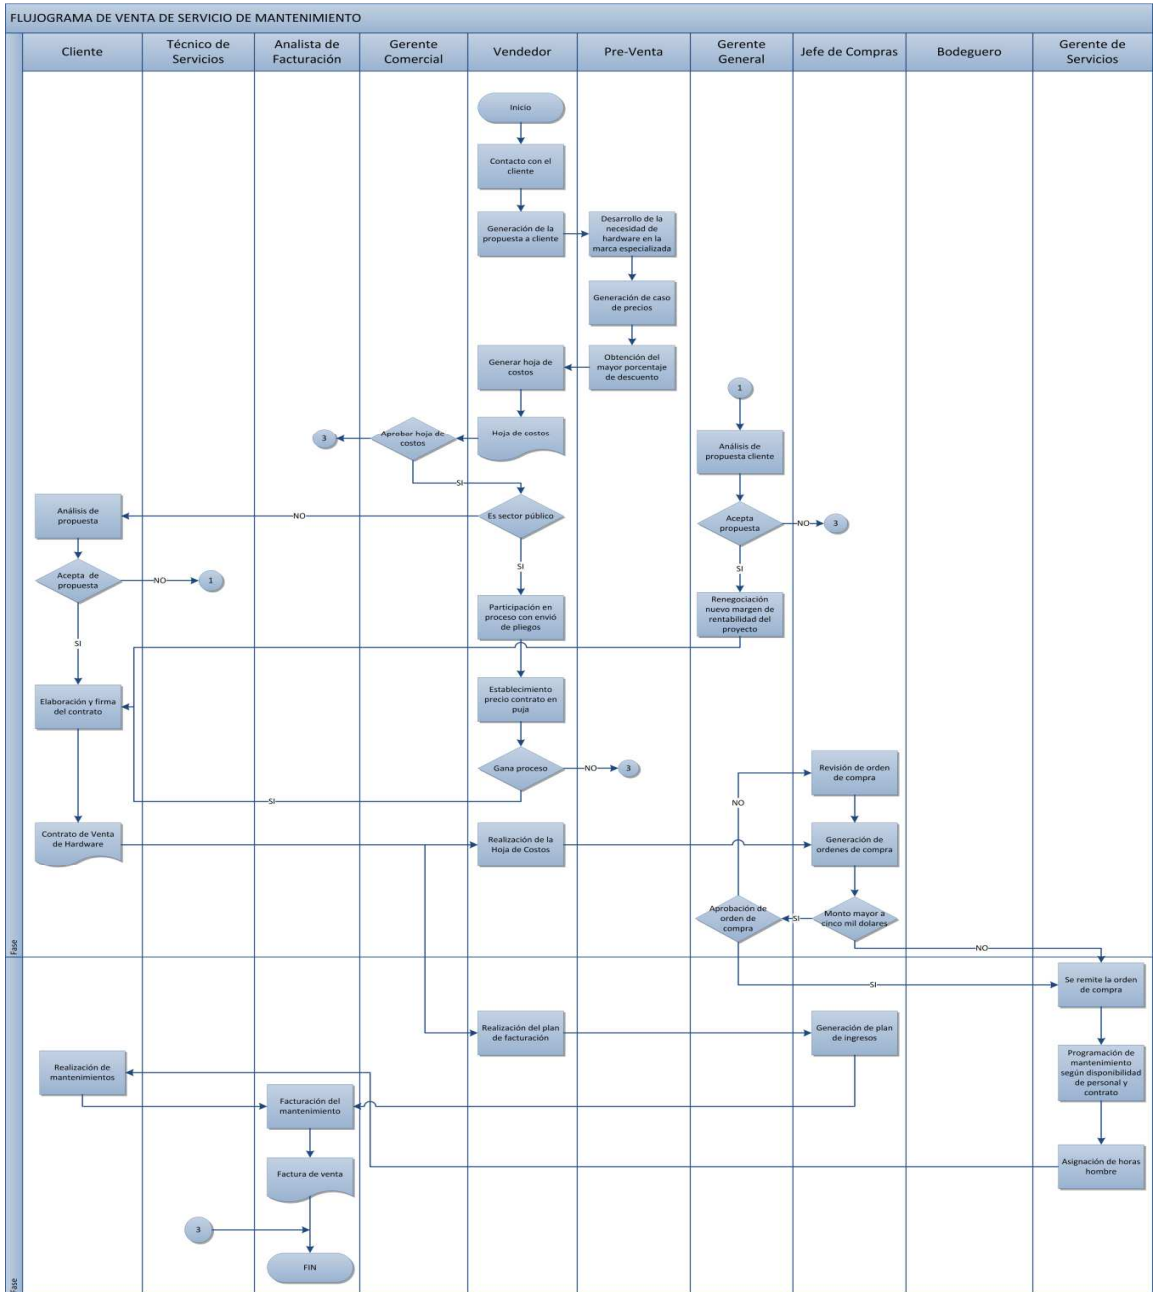 FLUJOGRAMA DE VENTA DE SERVICIO DE MANTENIMIENTO
Cliente
Técnico de
Servicios
Analista de
Facturación
Gerente
Comercial
Vendedor
Pre-Venta
Gerente
General
Jefe de Compras
Bodeguero
Gerente de
Servicios
Inicio
Contacto con el
cliente
Generación de la
propuesta a cliente
Desarrollo de la
necesidad de
hardware en la
marca especializada
Generación de caso
de precios
Generar hoja de
costos
Obtención del
mayor porcentaje
de descuento
1
3
Aprobar hoja de
costos
Hoja de costos
Análisis de
propuesta cliente
SI
Análisis de
propuesta
NO
Es sector público
Acepta
propuesta
NO
3
Acepta de
propuesta
NO
1
SI
SI
Participación en
proceso con envió
de pliegos
Renegociación
nuevo margen de
rentabilidad del
proyecto
SI
Elaboración y firma
del contrato
Establecimiento
precio contrato en
puja
Gana proceso
NO
3
Revisión de orden
de compra
SI
NO
Contrato de Venta
de Hardware
Realización de la
Hoja de Costos
Generación de
ordenes de compra
Aprobación de
orden de
compra
SI
Monto mayor a
cinco mil dolares
NO
Fase
Se remite la orden
de compra
SI
Realización del plan
de facturación
Generación de plan
de ingresos
Realización de
mantenimientos
Programación de
mantenimiento
según disponibilidad
de personal y
contrato
Facturación del
mantenimiento
Factura de venta
Asignación de horas
hombre
3
FIN
Fase